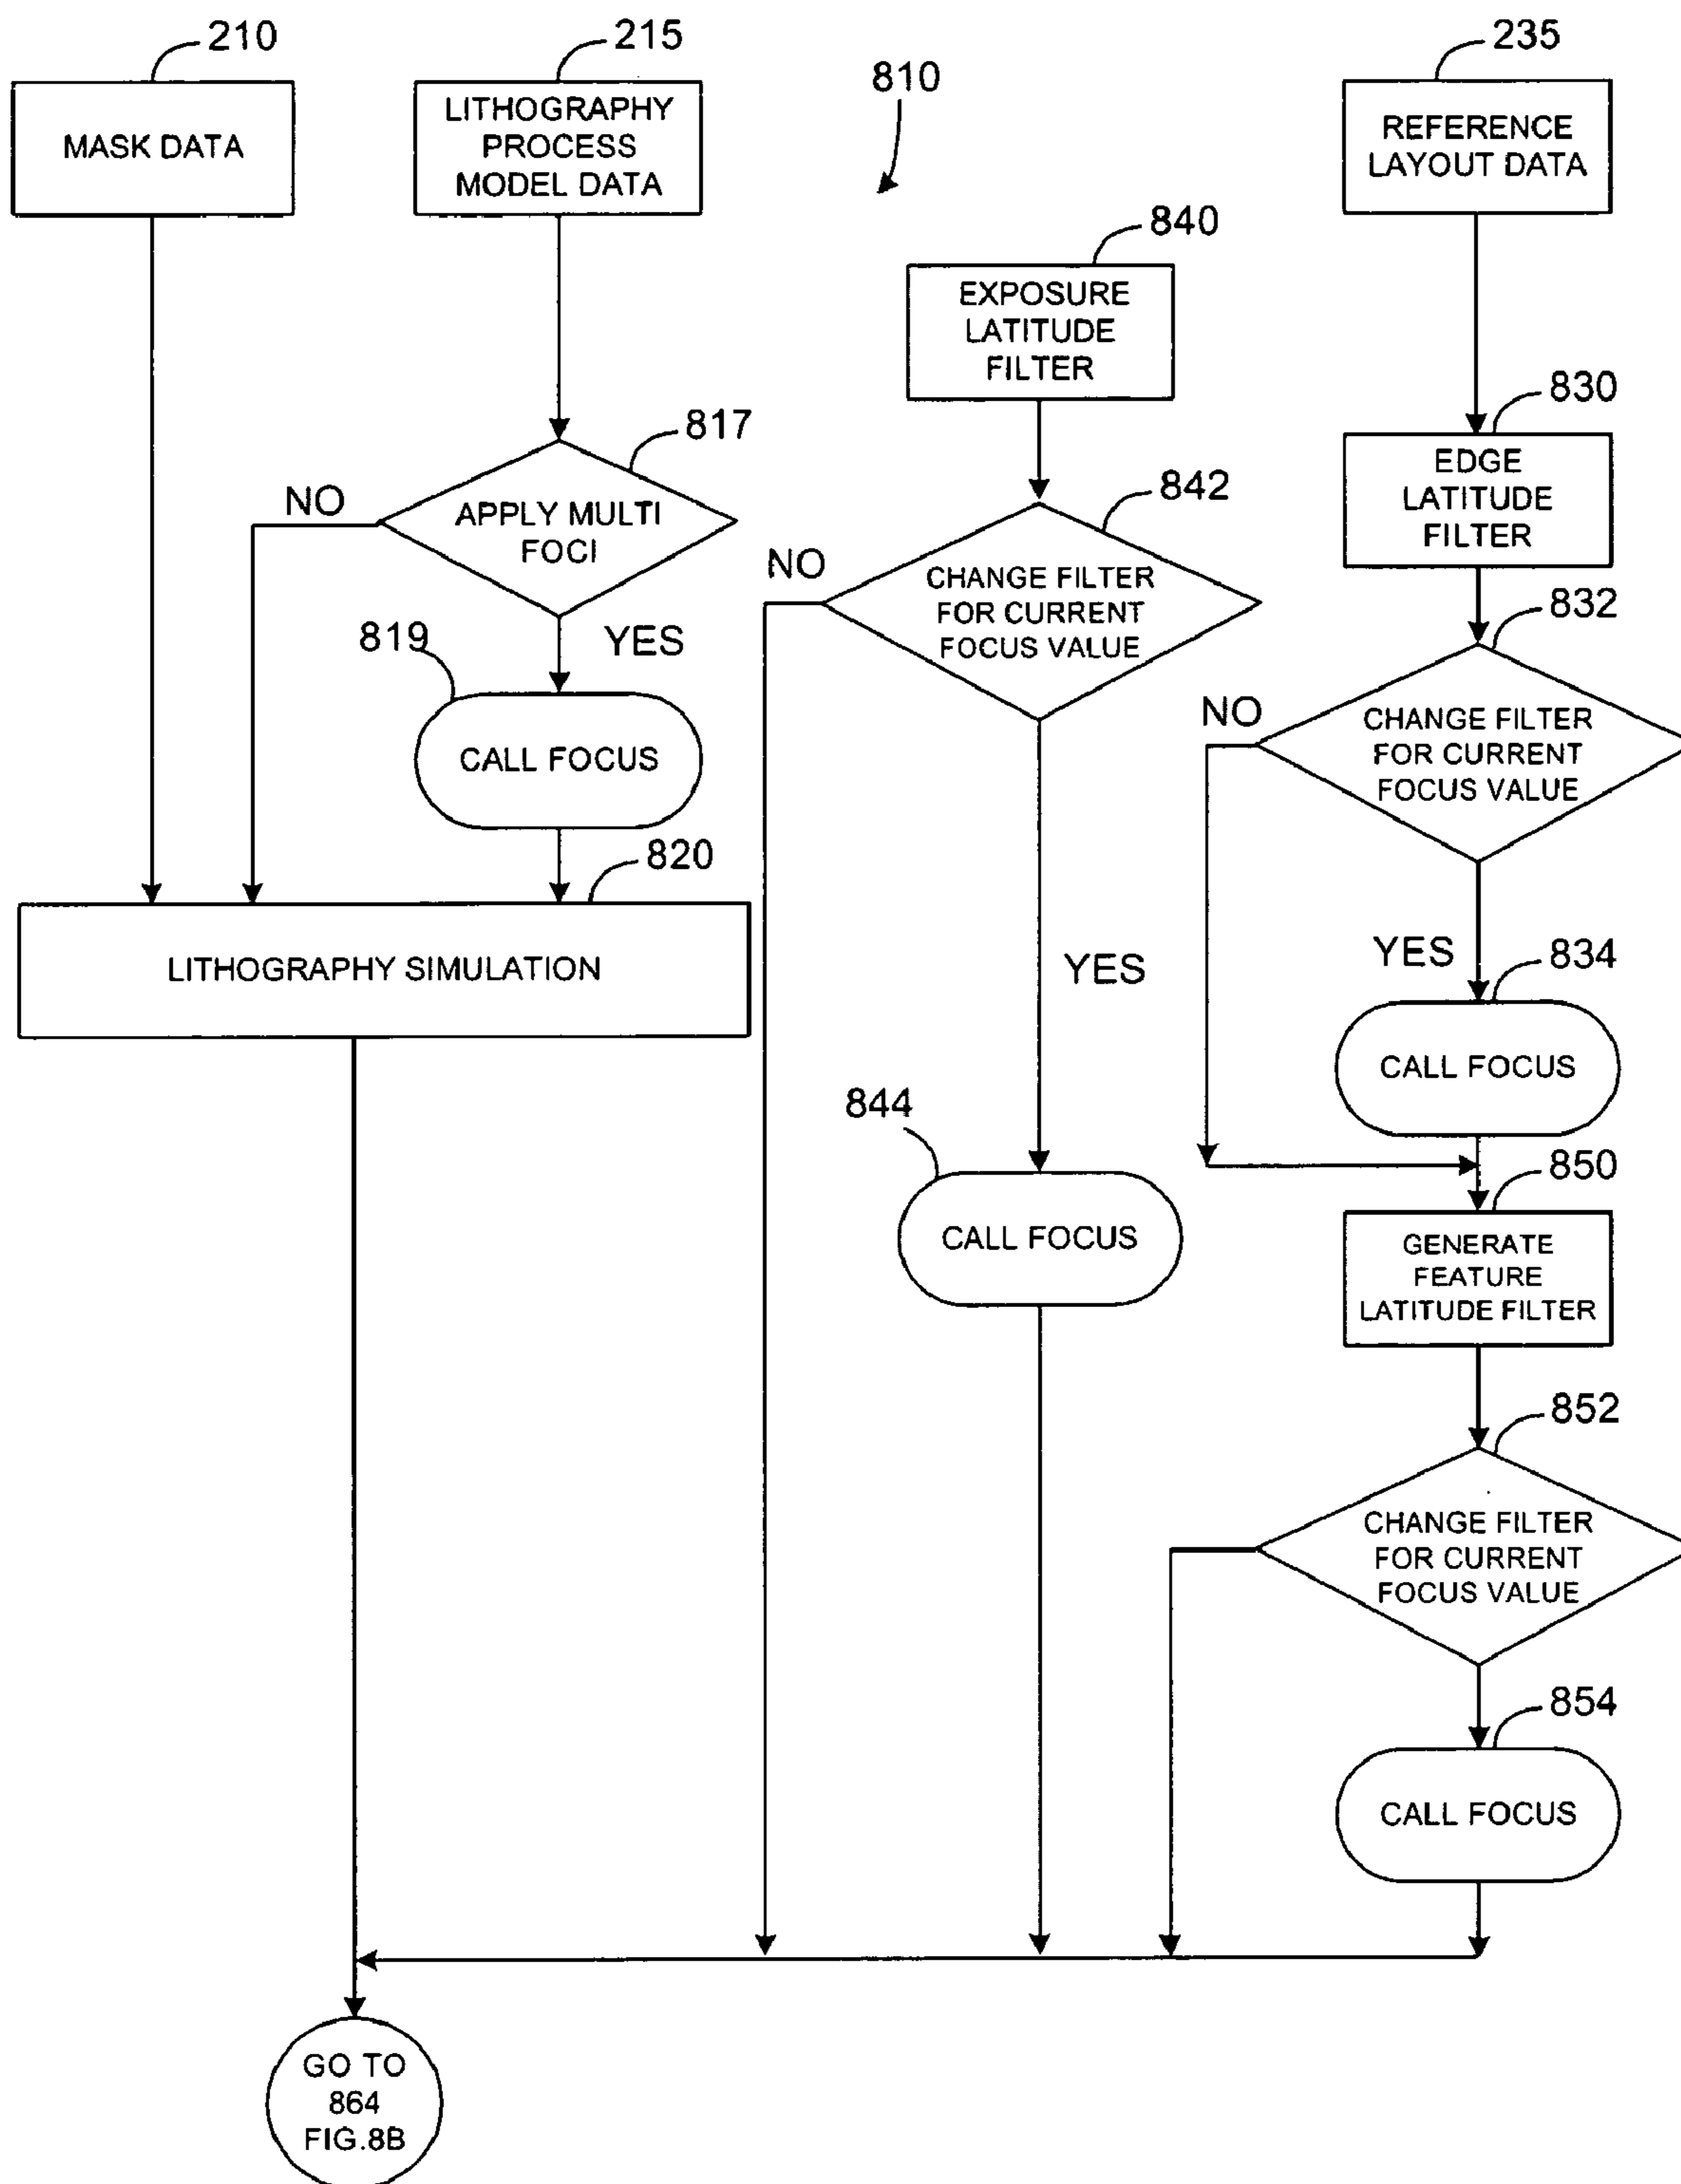 210
215
235
810
MASK DATA
LITHOGRAPHY
PROCESS
MODEL DATA
REFERENCE
LAYOUT DATA
840
EXPOSURE
LATITUDE
FILTER
830
EDGE
LATITUDE
FILTER
817
APPLY MULTI
FOCI
NO
YES
842
CHANGE FILTER
FOR CURRENT
FOCUS VALUE
NO
YES
832
CHANGE FILTER
FOR CURRENT
FOCUS VALUE
NO
YES
819
CALL FOCUS
820
LITHOGRAPHY SIMULATION
834
CALL FOCUS
844
CALL FOCUS
850
GENERATE
FEATURE
LATITUDE FILTER
852
CHANGE FILTER
FOR CURRENT
FOCUS VALUE
854
CALL FOCUS
GO TO
864
FIG.8B